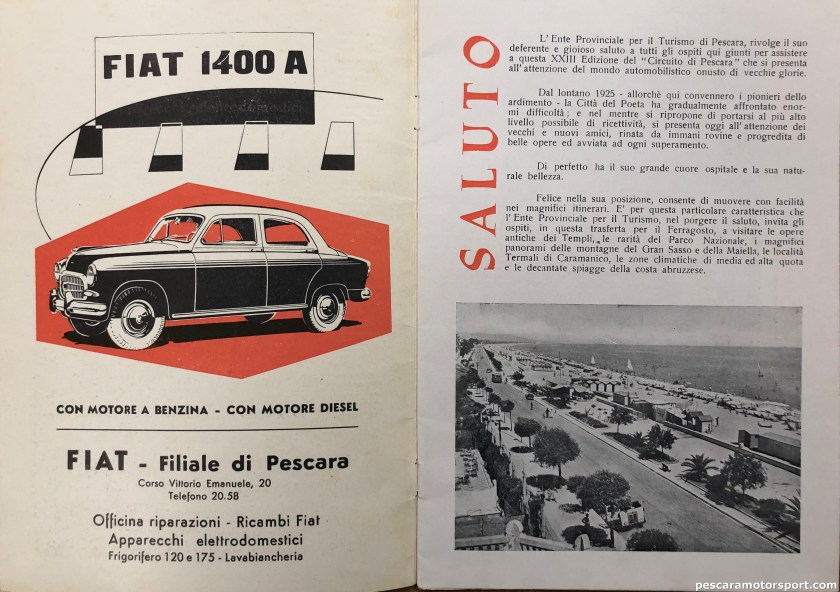 FIAT 1400 A
CON MOTORE A BENZINA - CON MOTORE DIESEL
FIAT - Filiale di Pescara
Corso Vittorio Emanuele, 20
Telefono 20.58
Officina riparazioni - Ricambi Fiat
Apparecchi elettrodomestici
Frigorifero 120 e 175 - Lavabiancheria
SALUTO
L'Ente Provinciale per il Turismo di Pescara, rivolge il suo
deferente e gioioso saluto a tutti gli ospiti qui giunti per assistere
a questa XXIII Edizione del "Circuito di Pescara" che si presenta
all'attenzione del mondo automobilistico onusto di vecchie glorie.
Dal lontano 1925 - allorchè qui convennero i pionieri dello
ardimento - la Città del Poeta ha gradualmente affrontato enor-
mi difficoltà; e nel mentre si ripropone di portarsi al più alto
livello possibile di ricettività, si presenta oggi all'attenzione dei
vecchi e nuovi amici, rinata da immani rovine e progredita di
belle opere ed avviata ad ogni superamento.
Di perfetto ha il suo grande cuore ospitale e la sua natu-
rale bellezza.
Felice nella sua posizione, consente di muovere con facilità
nei magnifici itinerari. E' per questa particolare caratteristica che
l'Ente Provinciale per il Turismo, nel porgere il saluto, invita gli
ospiti, in questa trasferta per il Ferragosto, a visitare le opere
antiche dei Templi, le rarità del Parco Nazionale, i magnifici
panorami delle montagne del Gran Sasso e della Maiella, le località
Termali di Caramanico, le zone climatiche di media ed alta quota
e le decantate spiagge della costa abruzzese.
pescaramotorsport.com